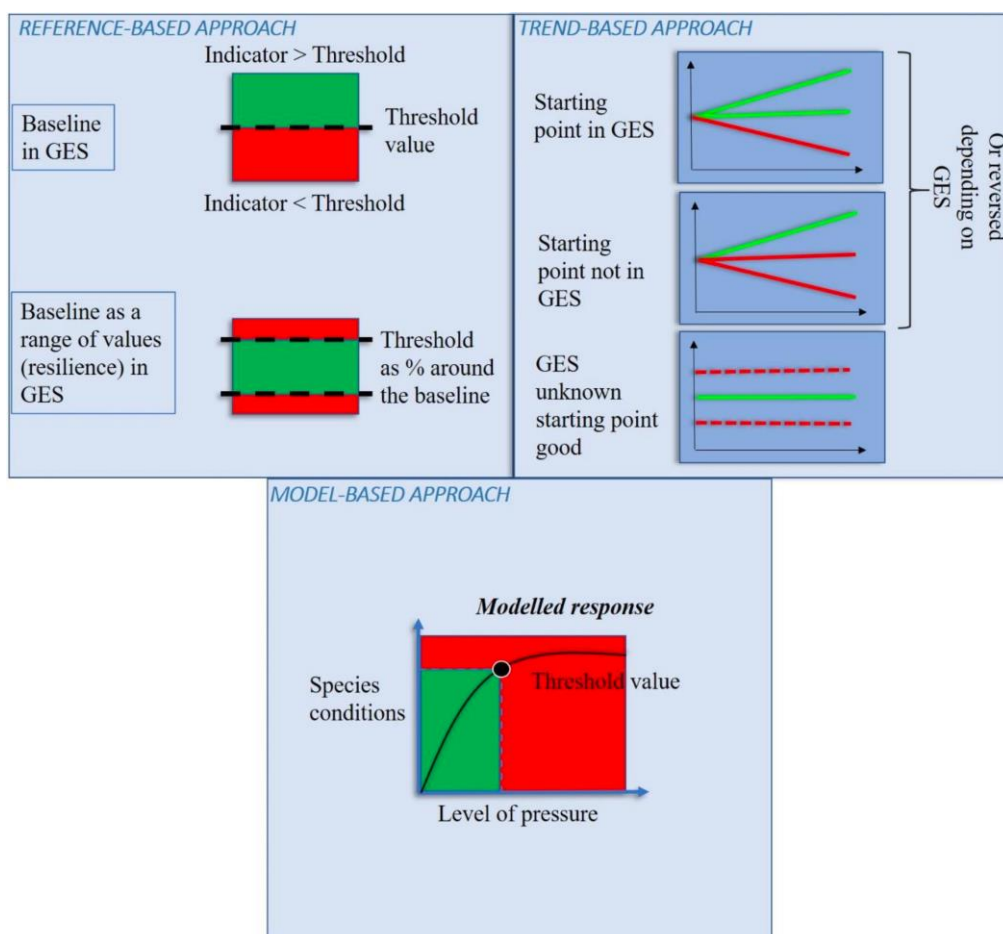 REFERENCE-BASED APPROACH
Indicator > Threshold
Baseline
in GES
Threshold
value
Indicator < Threshold
Baseline as a
range of values
(resilience) in
GES
Threshold
as % around
the baseline
TREND-BASED APPROACH
Starting
point in GES
Starting
point not in
GES
GES
unknown
starting point
good
Or reversed
depending on
GES
MODEL-BASED APPROACH
Modelled response
Species
conditions
Threshold value
Level of pressure